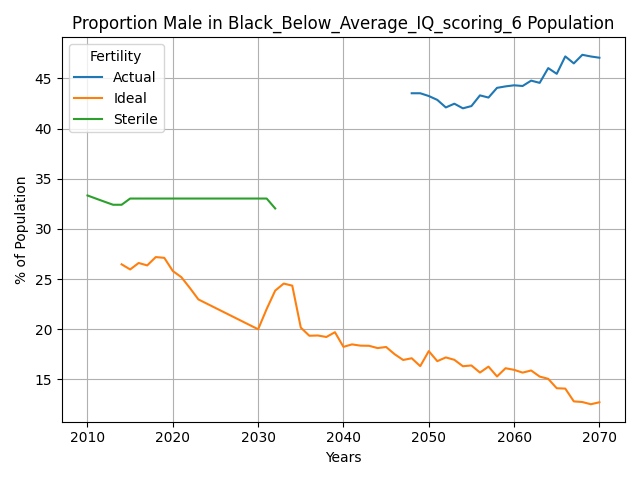 Proportion Male in Black_Below_Average_IQ_scoring_6 Population
Fertility
Actual
Ideal
Sterile
% of Population
45
40
35
30
25
20
15
2010 2020 2030 2040 2050 2060 2070
Years